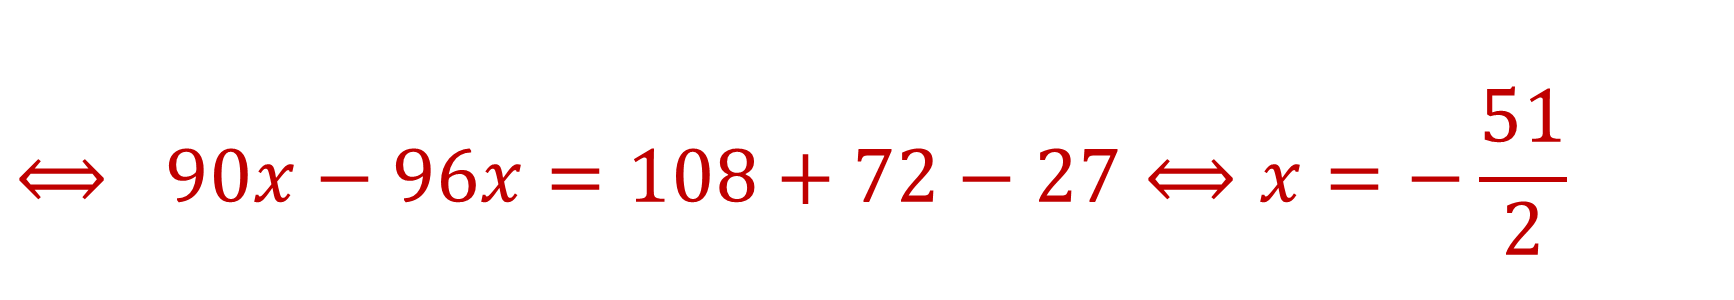 ⟺ 90x − 96x = 108 + 72 − 27 ⟺ x = −51/2